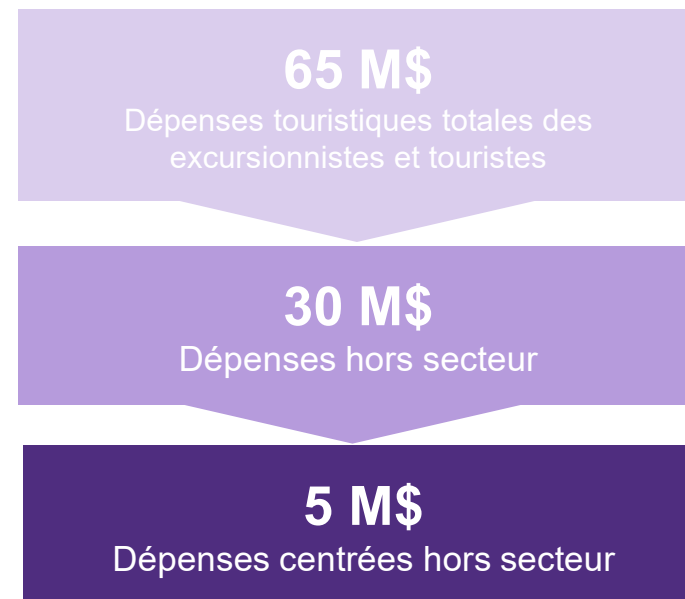 65 M$
Dépenses touristiques totales des
excursionnistes et touristes
30 M$
Dépenses hors secteur
5 M$
Dépenses centrées hors secteur